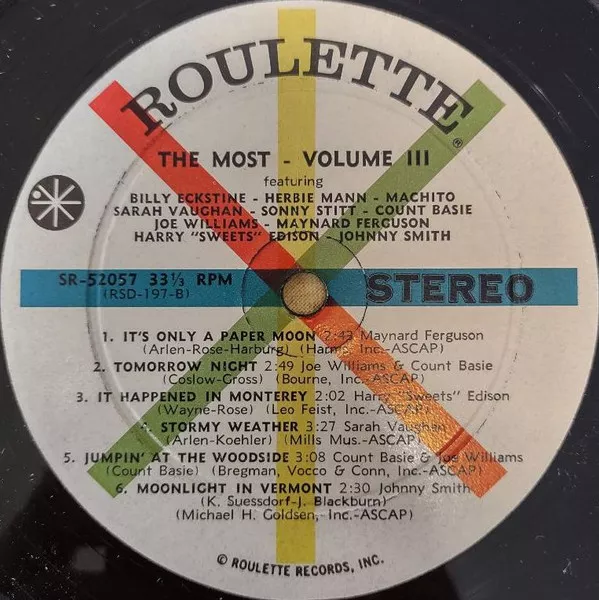 ROULETTE®
THE MOST - VOLUME III
featuring
BILLY ECKSTINE - HERBIE MANN - MACHITO
SARAH VAUGHAN - SONNY STITT - COUNT BASIE
JOE WILLIAMS - MAYNARD FERGUSON
HARRY "SWEETS" EDISON - JOHNNY SMITH
SR-52057 33⅓ RPM STEREO
(RSD-197-B)
1. IT'S ONLY A PAPER MOON 2:43 Maynard Ferguson
(Arlen-Rose-Harburg) (Harms, Inc.-ASCAP)
2. TOMORROW NIGHT 2:49 Joe Williams & Count Basie
(Coslow-Gross) (Bourne, Inc.-ASCAP)
3. IT HAPPENED IN MONTEREY 2:02 Harry "Sweets" Edison
(Wayne-Rose) (Leo Feist, Inc.-ASCAP)
4. STORMY WEATHER 3:27 Sarah Vaughan
(Arlen-Koehler) (Mills Mus.-ASCAP)
5. JUMPIN' AT THE WOODSIDE 3:08 Count Basie & Joe Williams
(Count Basie) (Bregman, Vocco & Conn, Inc.-ASCAP)
6. MOONLIGHT IN VERMONT 2:30 Johnny Smith
(K. Suessdorf-J. Blackburn)
(Michael H. Goldsen, Inc.-ASCAP)
© ROULETTE RECORDS, INC.